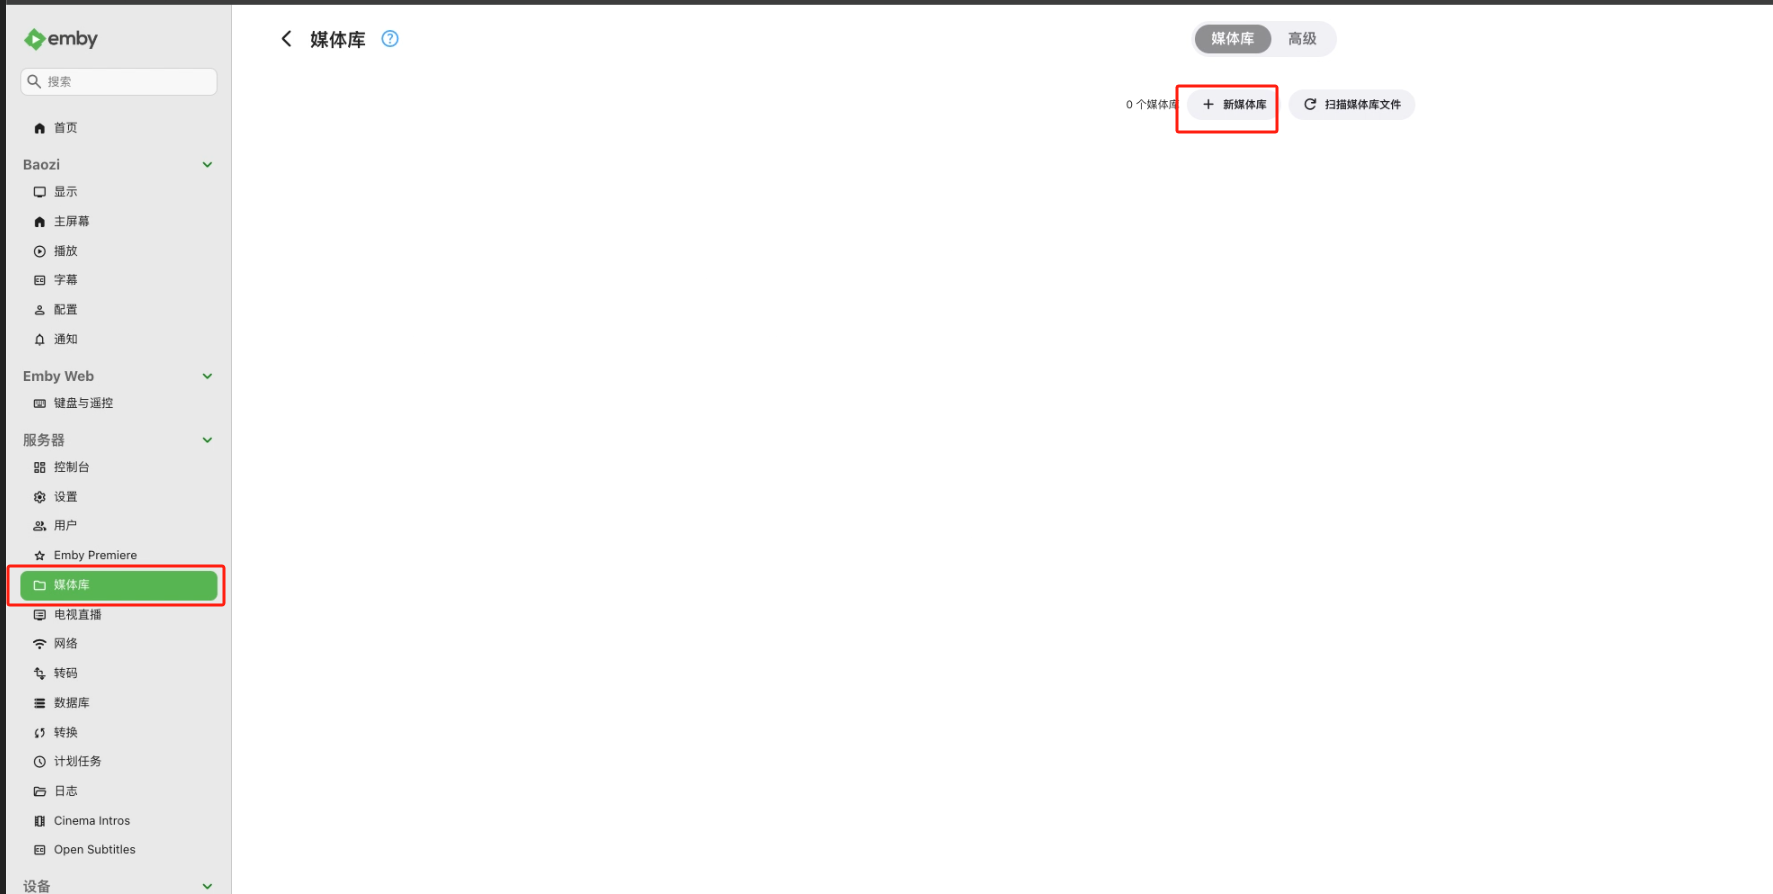 emby
搜索
首页
Baozi
显示
主屏幕
播放
字幕
配置
通知
Emby Web
键盘与遥控
服务器
控制台
设置
用户
Emby Premiere
媒体库
电视直播
网络
转码
数据库
转换
计划任务
日志
Cinema Intros
Open Subtitles
设备
媒体库
媒体库 高级
0 个媒体库 + 新媒体库 扫描媒体库文件